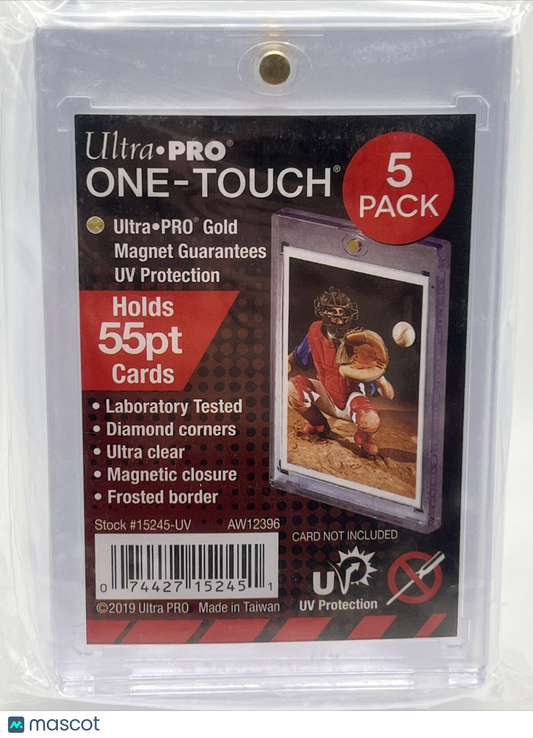 Ultra•PRO®
ONE-TOUCH®
5
PACK
Ultra•PRO® Gold
Magnet Guarantees
UV Protection
Holds
55pt
Cards
• Laboratory Tested
• Diamond corners
• Ultra clear
• Magnetic closure
• Frosted border
Stock #15245-UV AW12396
CARD NOT INCLUDED
0 74427 15245 1
UV
UV Protection
©2019 Ultra PRO Made in Taiwan
mascot